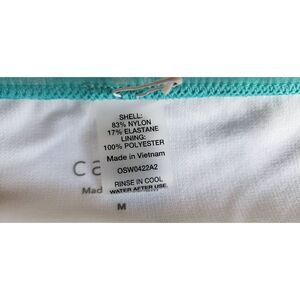 SHELL:
83% NYLON
17% ELASTANE
LINING:
100% POLYESTER
Made in Vietnam
OSW0422A2
RINSE IN COOL
WATER AFTER USE
ca
Mad
M